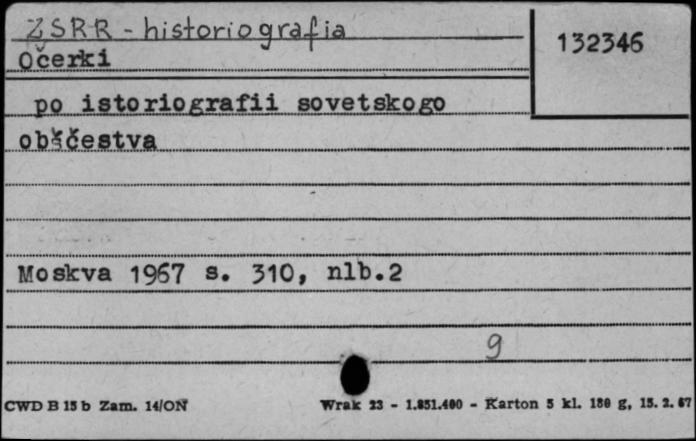 ZSRR - historiografia
132346
Očerki
po istoriografii sovetskogo
obščestva
Moskva 1967 s. 310, nlb.2
9
CWD B 15 b Zam. 14/ON Wrak 23 - 1.851.400 - Karton 5 kl. 180 g, 15. 2. 67